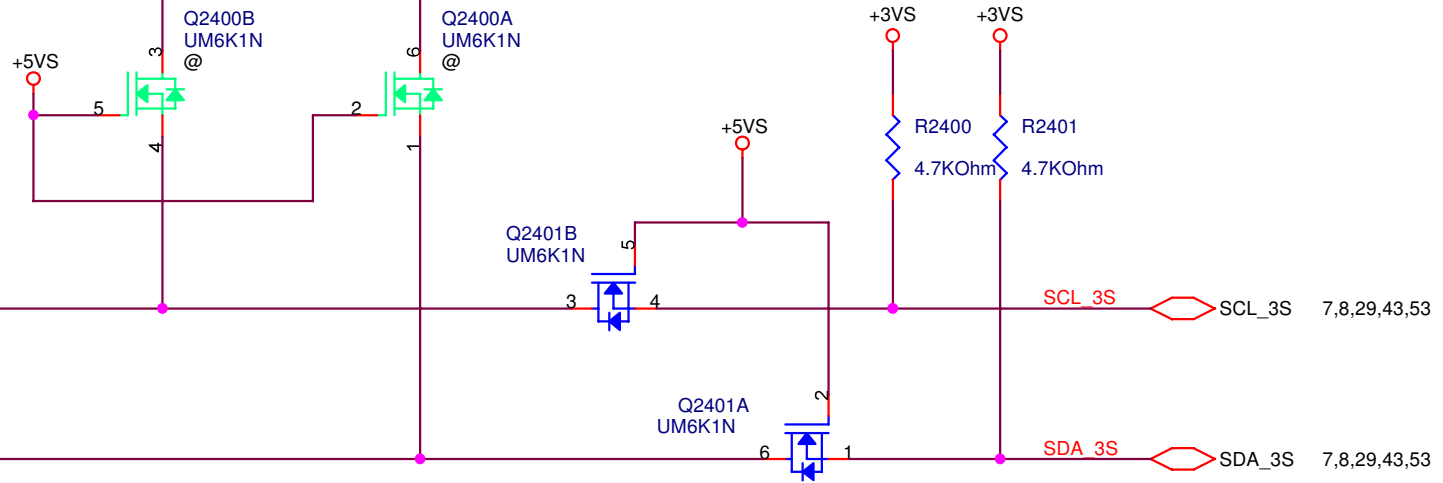 Q2400B
UM6K1N
@
Q2400A
UM6K1N
@
+3VS
+3VS
+5VS
3
6
5
2
4
1
+5VS
R2400
R2401
4.7KOhm
4.7KOhm
Q2401B
UM6K1N
5
3
4
SCL_3S
SCL_3S
7,8,29,43,53
2
Q2401A
UM6K1N
6
1
SDA_3S
SDA_3S
7,8,29,43,53